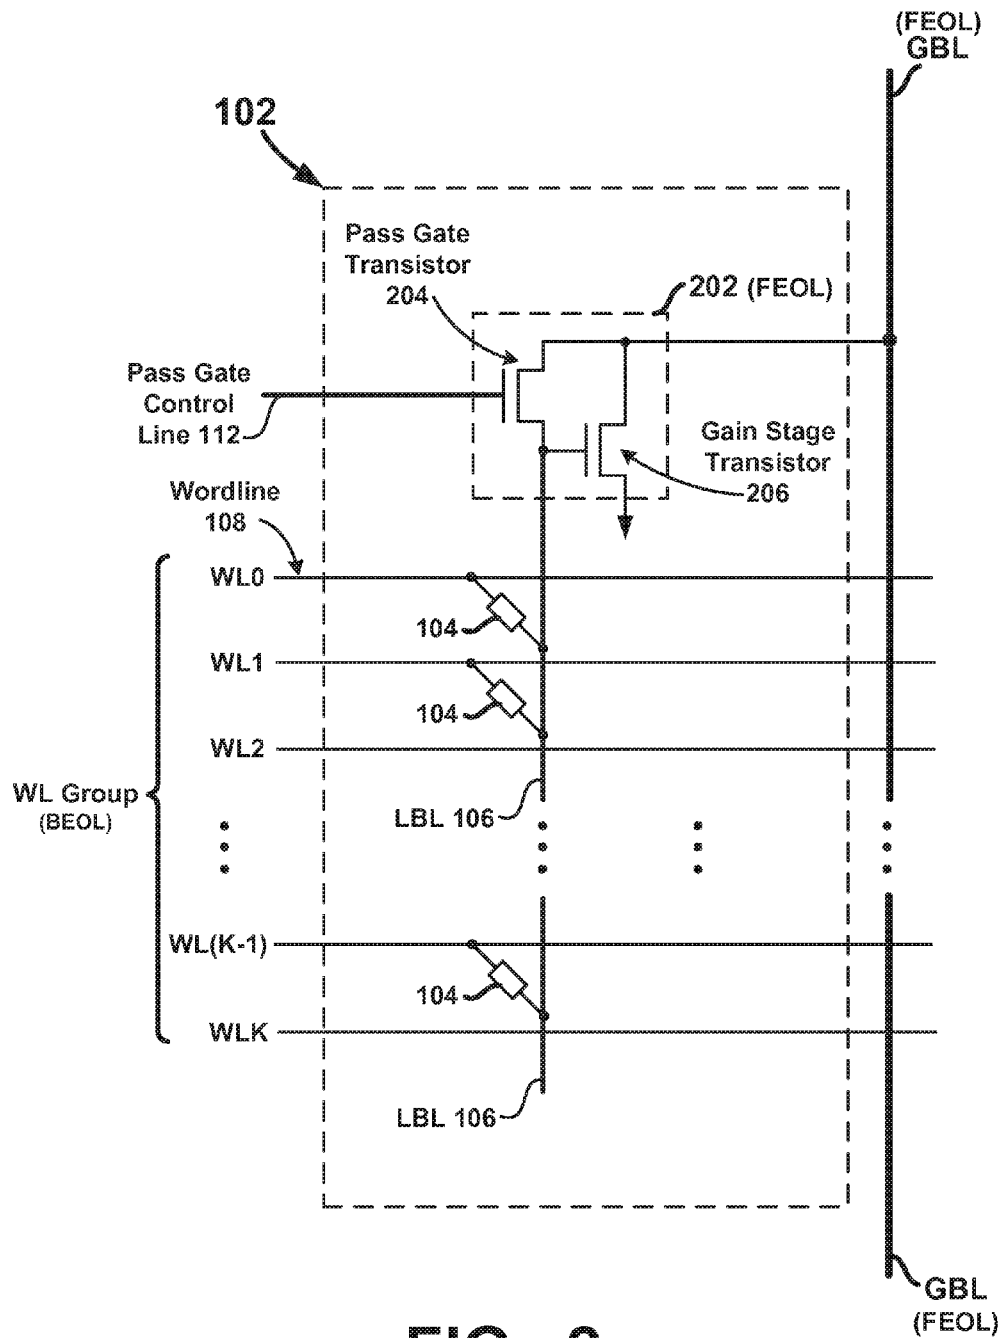 (FEOL)
GBL
102
Pass Gate
Transistor
204
202 (FEOL)
Pass Gate
Control
Line 112
Gain Stage
Transistor
206
Wordline
108
WL0
104
WL1
104
WL2
WL Group
(BEOL)
LBL 106
WL(K-1)
104
WLK
LBL 106
GBL
(FEOL)
FIG.